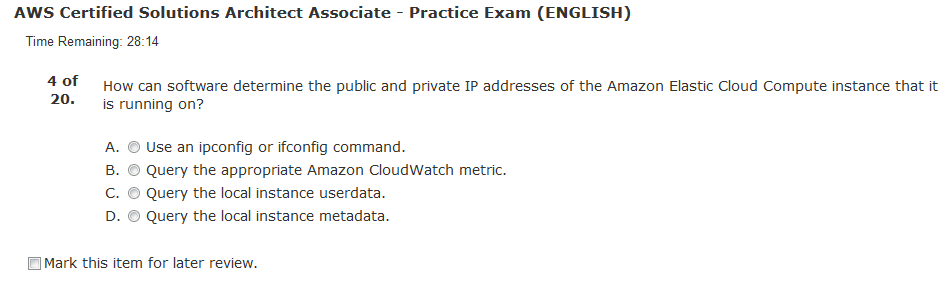 AWS Certified Solutions Architect Associate - Practice Exam (ENGLISH)
Time Remaining: 28:14
4 of
20.
How can software determine the public and private IP addresses of the Amazon Elastic Cloud Compute instance that it
is running on?
A. Use an ipconfig or ifconfig command.
B. Query the appropriate Amazon CloudWatch metric.
C. Query the local instance userdata.
D. Query the local instance metadata.
Mark this item for later review.